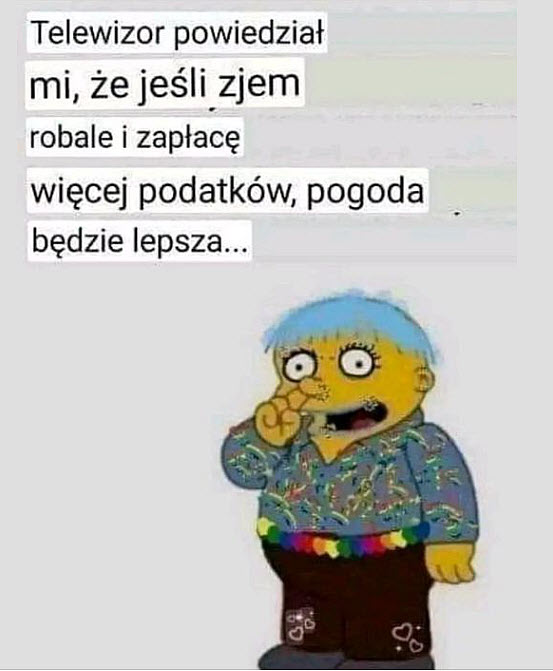 Telewizor powiedział
mi, że jeśli zjem
robale i zapłacę
więcej podatków, pogoda
będzie lepsza...